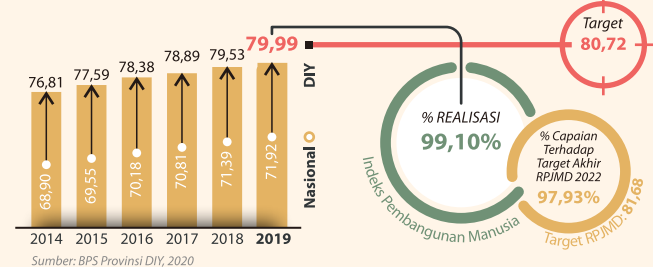 76,81
77,59
78,38
78,89
79,53
79,99
DIY
Nasional
68,90
69,55
70,18
70,81
71,39
71,92
2014
2015
2016
2017
2018
2019
Sumber: BPS Provinsi DIY, 2020
Target
80,72
% REALISASI
99,10%
Indeks Pembangunan Manusia
% Capaian
Terhadap
Target Akhir
RPJMD 2022
97,93%
Target RPJMD: 81,68